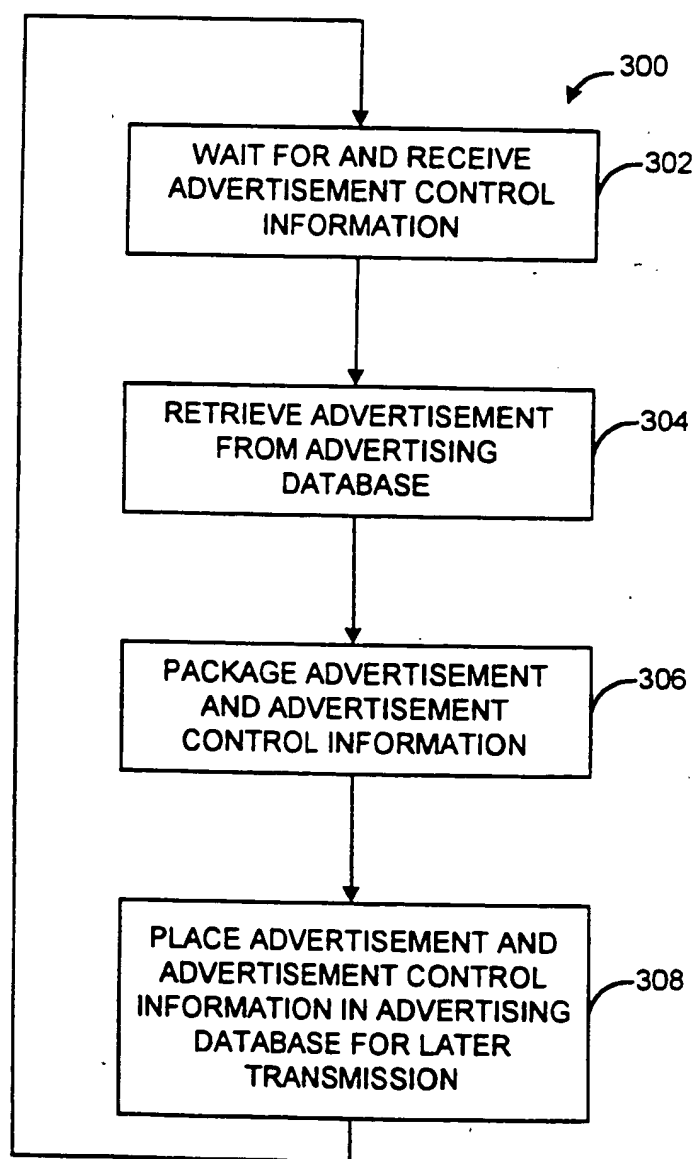 300
WAIT FOR AND RECEIVE
ADVERTISEMENT CONTROL
INFORMATION
302
RETRIEVE ADVERTISEMENT
FROM ADVERTISING
DATABASE
304
PACKAGE ADVERTISEMENT
AND ADVERTISEMENT
CONTROL INFORMATION
306
PLACE ADVERTISEMENT AND
ADVERTISEMENT CONTROL
INFORMATION IN ADVERTISING
DATABASE FOR LATER
TRANSMISSION
308